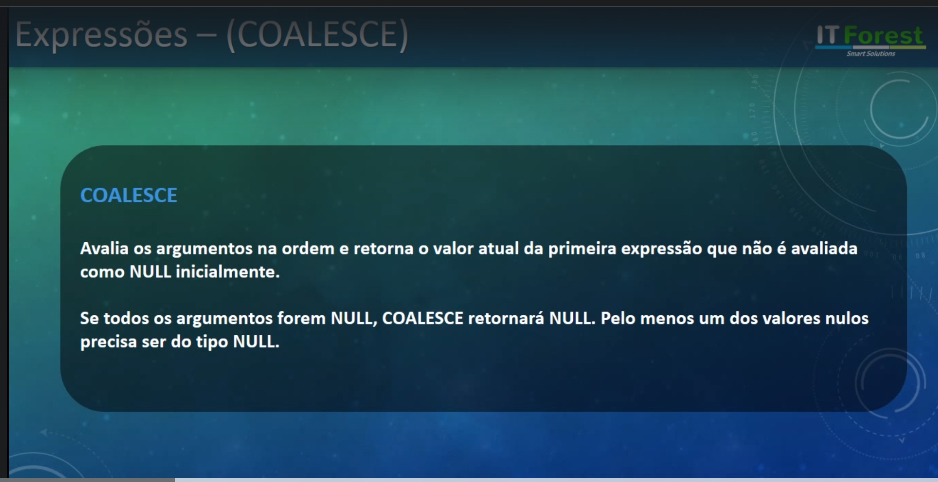 Expressões – (COALESCE)
IT Forest
Smart Solutions
COALESCE
Avalia os argumentos na ordem e retorna o valor atual da primeira expressão que não é avaliada
como NULL inicialmente.
Se todos os argumentos forem NULL, COALESCE retornará NULL. Pelo menos um dos valores nulos
precisa ser do tipo NULL.